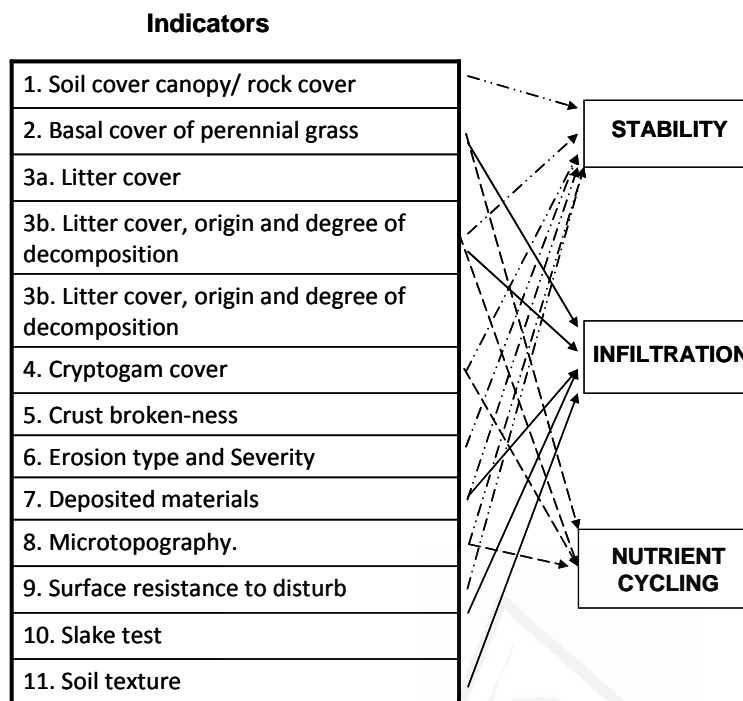 Indicators
1. Soil cover canopy/ rock cover
2. Basal cover of perennial grass
3a. Litter cover
3b. Litter cover, origin and degree of
decomposition
3b. Litter cover, origin and degree of
decomposition
4. Cryptogam cover
5. Crust broken-ness
6. Erosion type and Severity
7. Deposited materials
8. Microtopography.
9. Surface resistance to disturb
10. Slake test
11. Soil texture
STABILITY
INFILTRATION
NUTRIENT
CYCLING